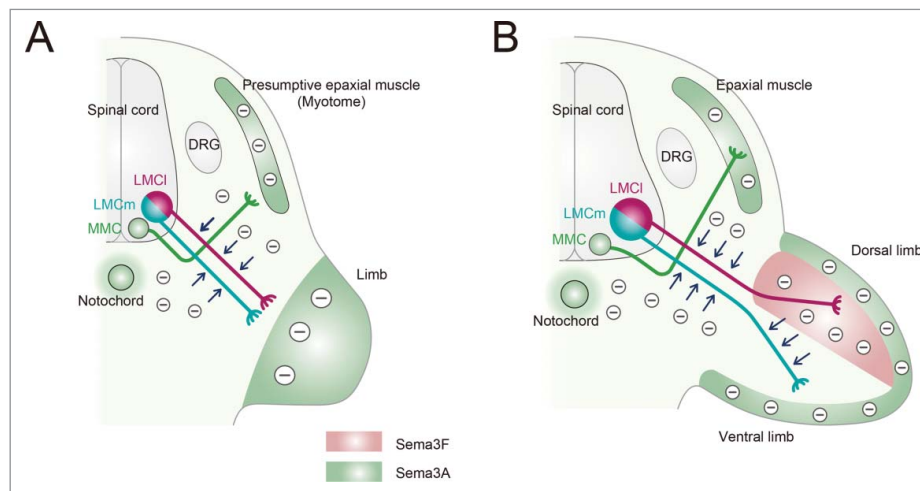 A
Presumptive epaxial muscle
(Myotome)
Spinal cord
DRG
LMCl
LMCm
MMC
Notochord
Limb
B
Epaxial muscle
Spinal cord
DRG
LMCl
LMCm
MMC
Notochord
Dorsal limb
Ventral limb
Sema3F
Sema3A